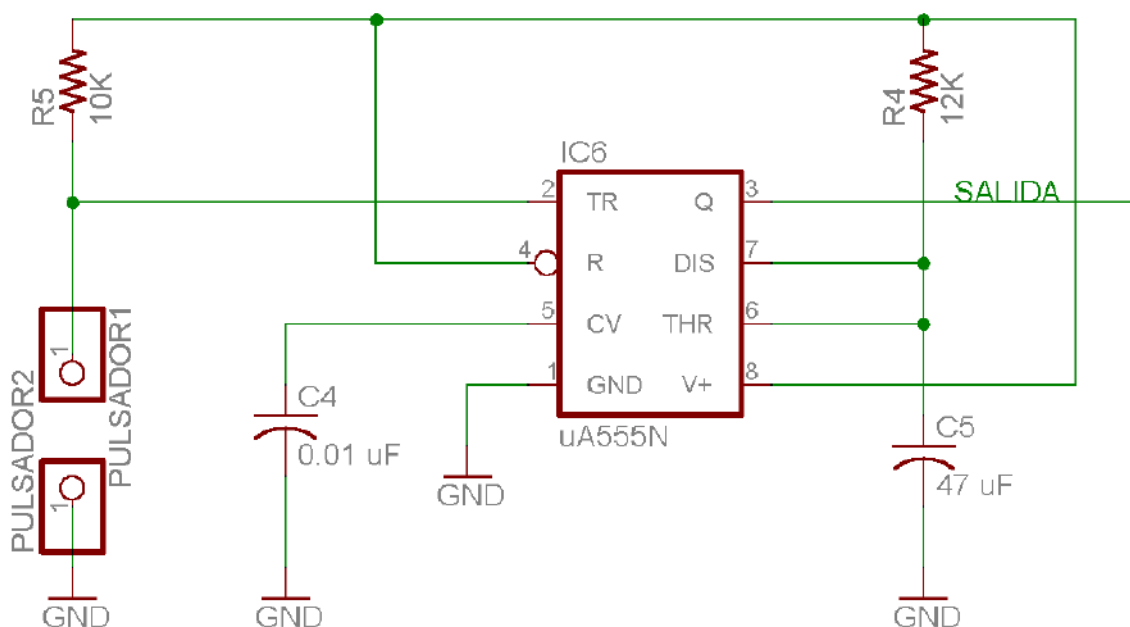 R5
10K
R4
12K
IC6
2
TR
Q
3
SALIDA
4
R
DIS
7
5
CV
THR
6
1
GND
V+
8
uA555N
PULSADOR1
1
PULSADOR2
1
C4
0.01 uF
GND
C5
47 uF
GND
GND
GND